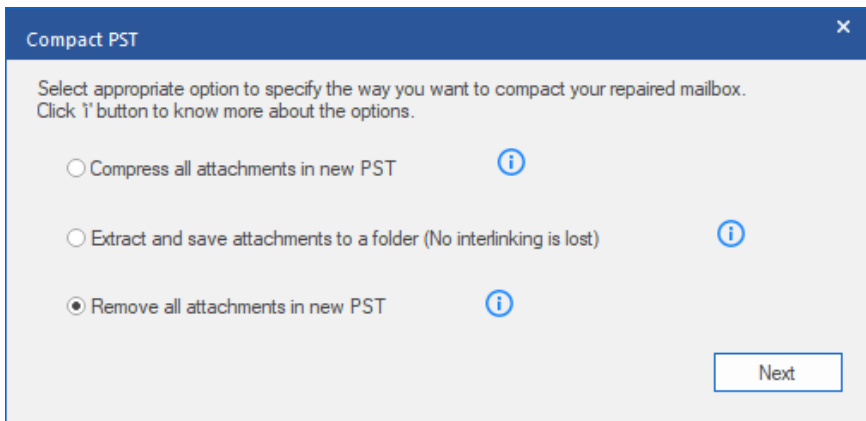 Compact PST
Select appropriate option to specify the way you want to compact your repaired mailbox.
Click 'i' button to know more about the options.
Compress all attachments in new PST
Extract and save attachments to a folder (No interlinking is lost)
Remove all attachments in new PST
Next